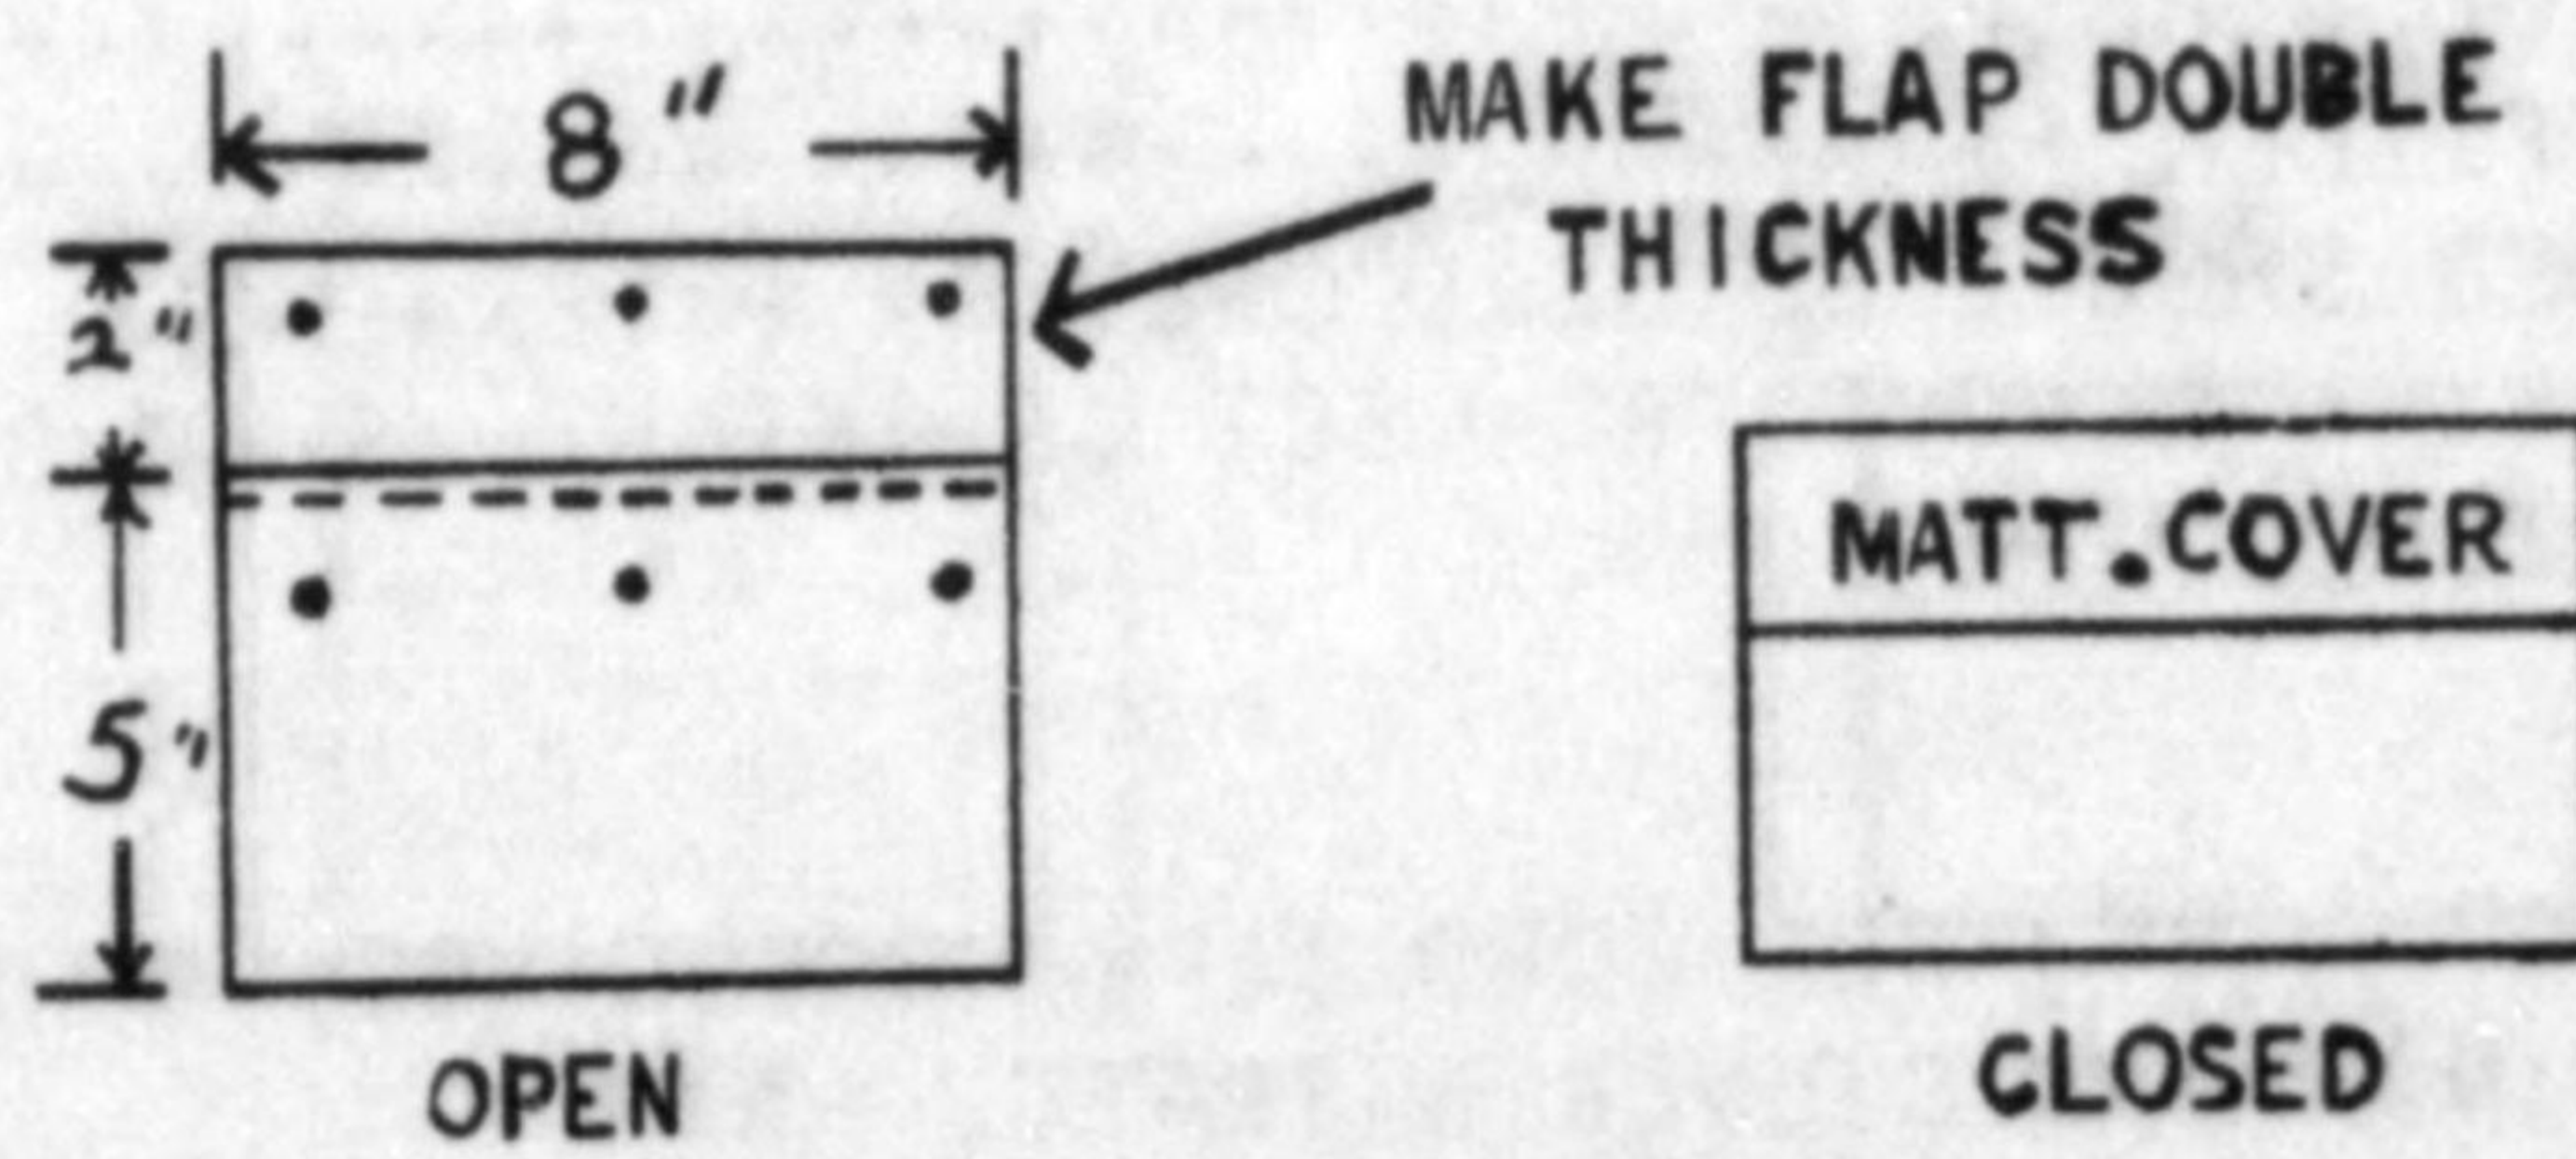 8"
MAKE FLAP DOUBLE
THICKNESS
2"
5"
OPEN
MATT. COVER
CLOSED